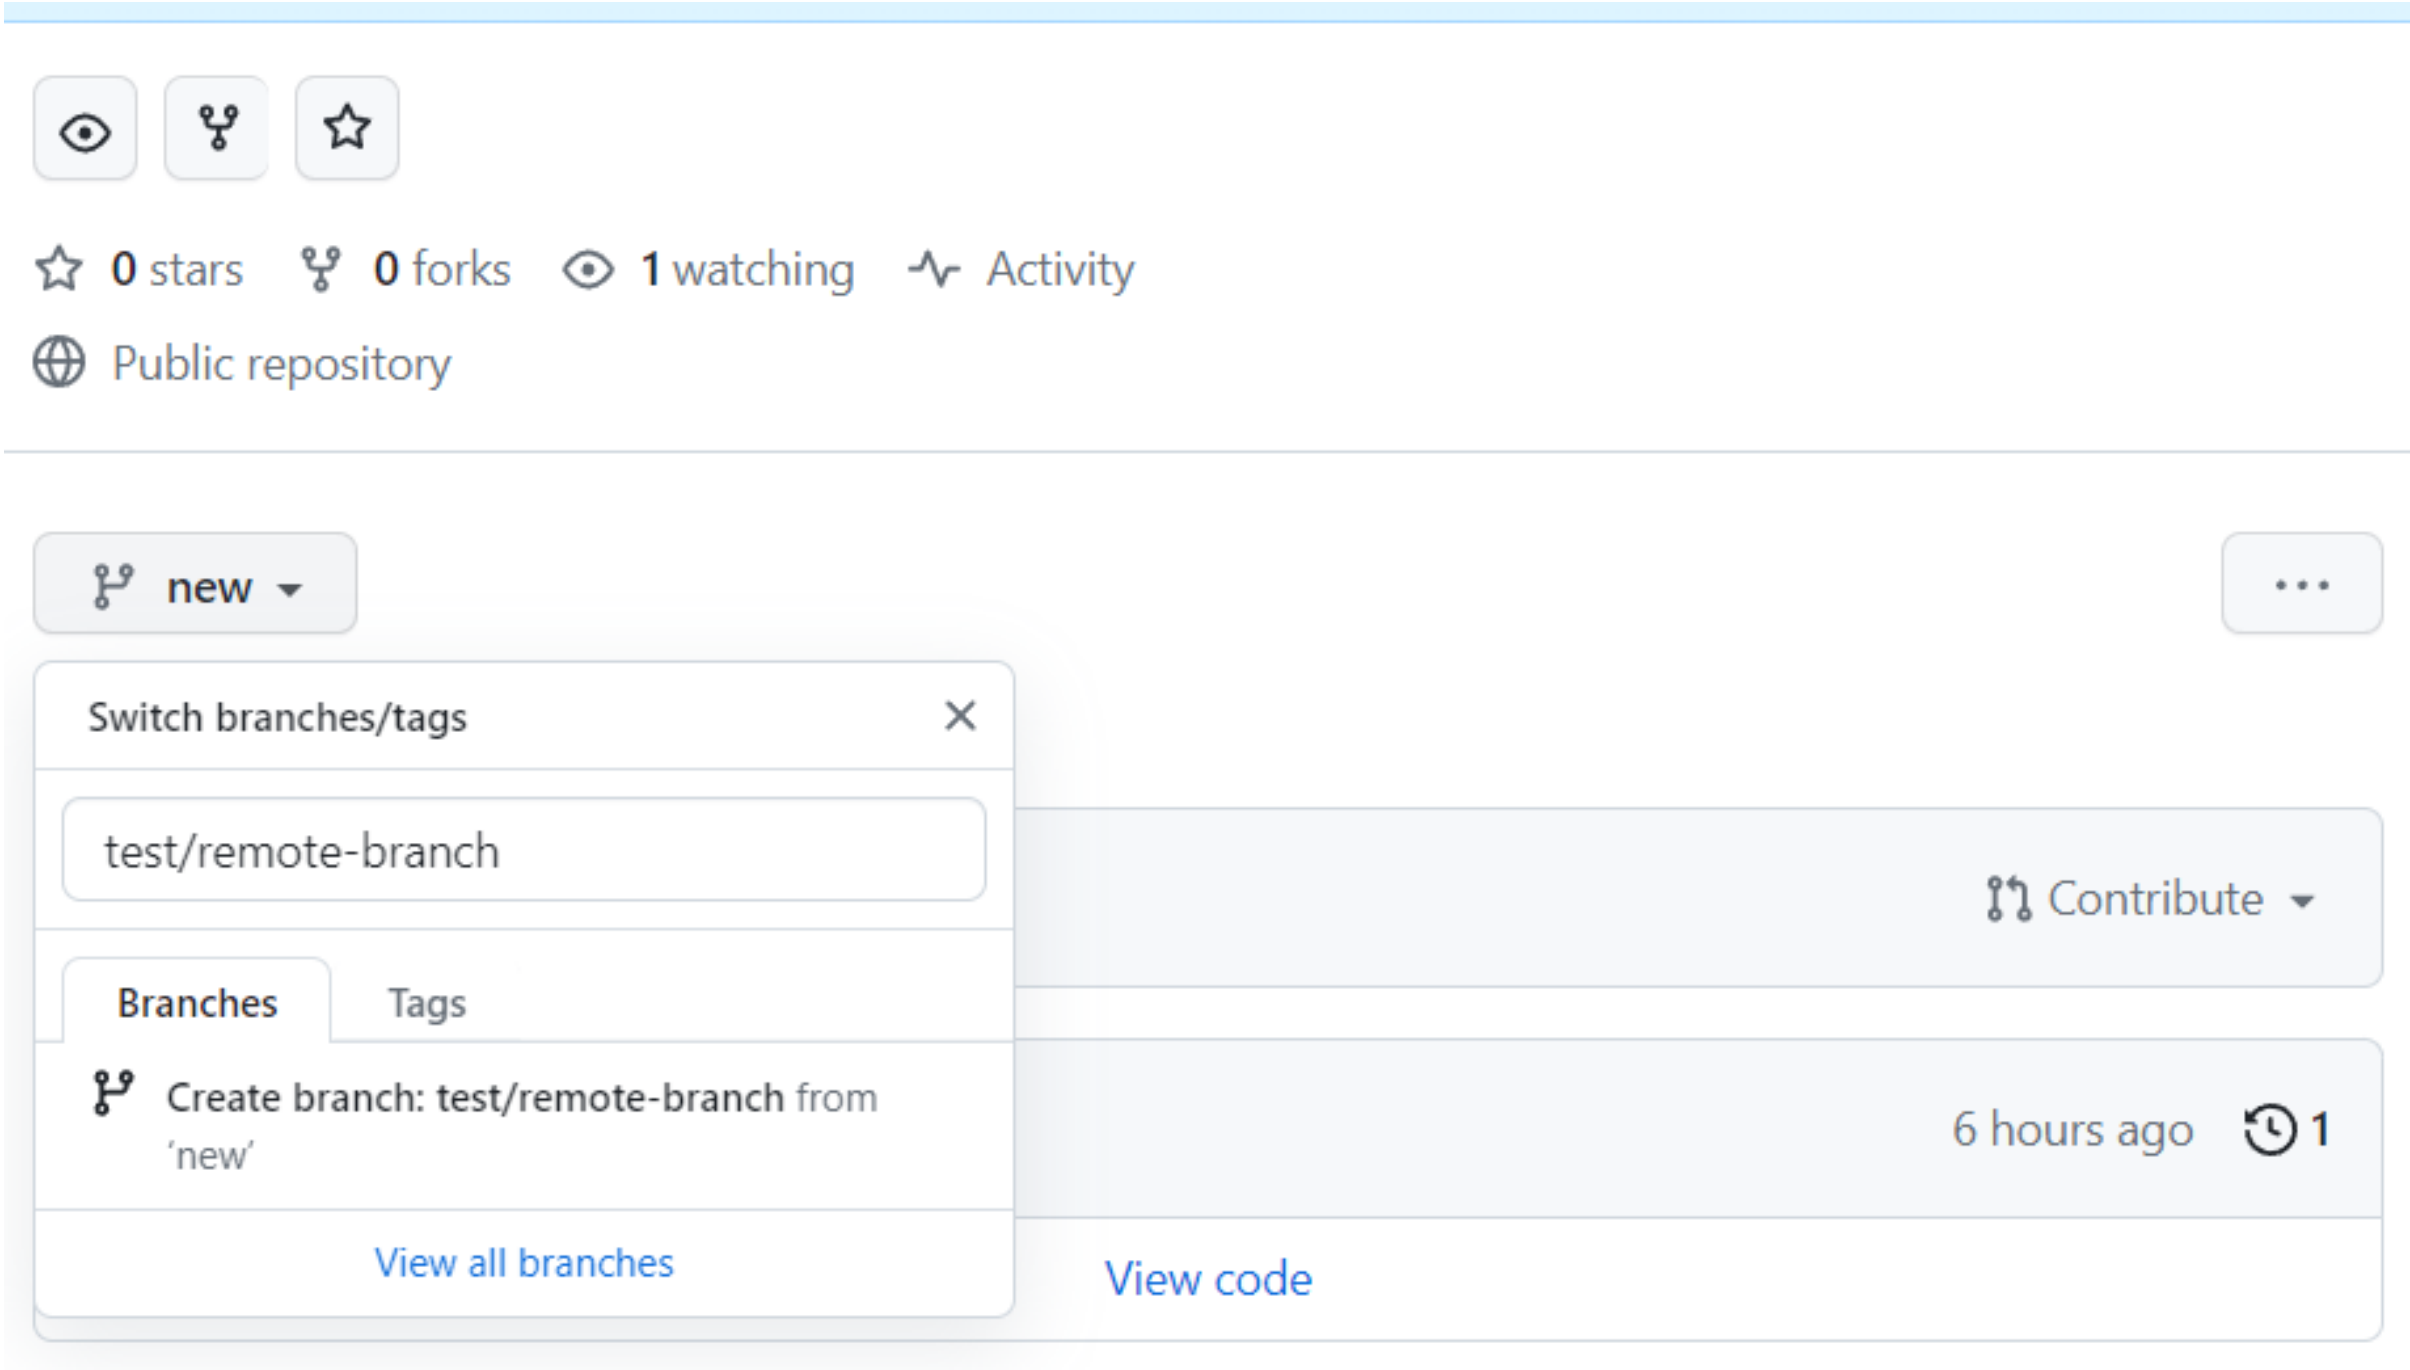 0 stars 0 forks 1 watching Activity
Public repository
new
Switch branches/tags
test/remote-branch
Contribute
Branches Tags
Create branch: test/remote-branch from
'new'
6 hours ago 1
View all branches
View code